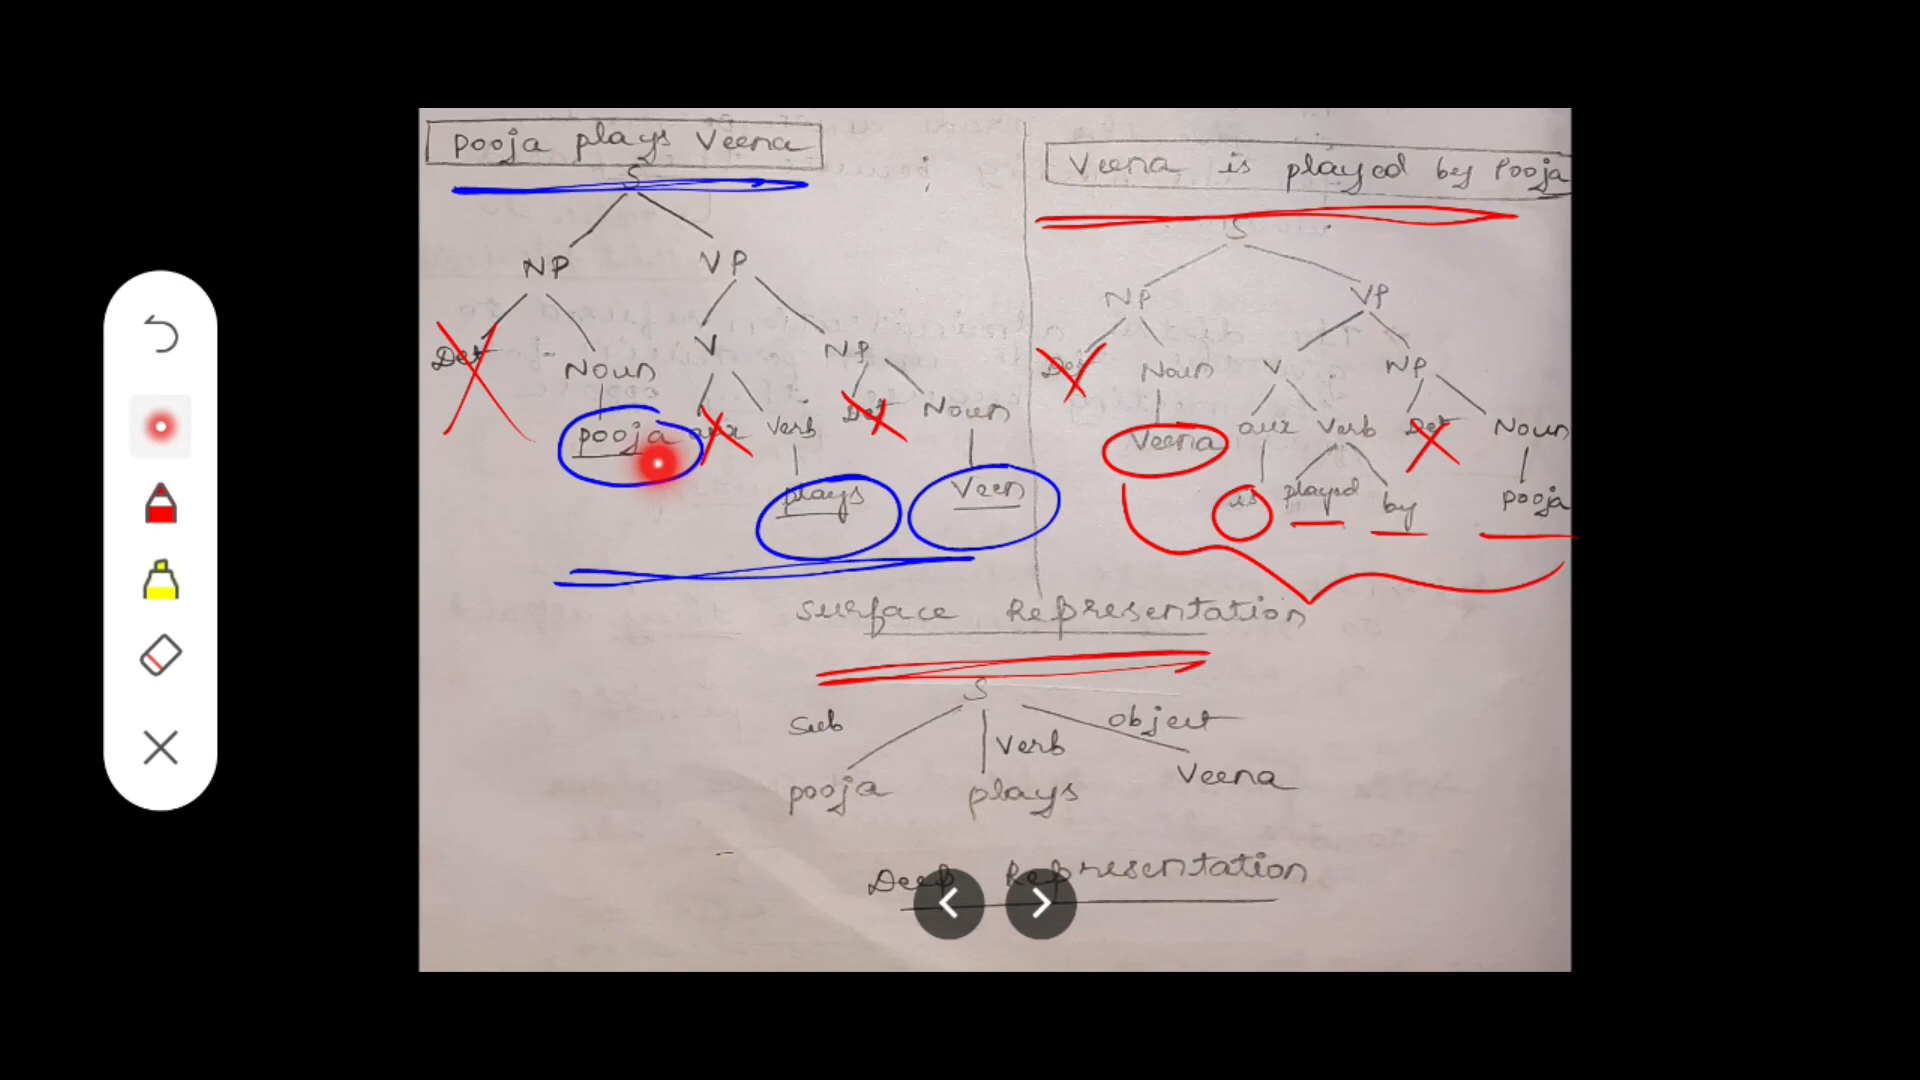 Pooja plays Veena
S
NP VP
Det Noun
V NP
pooja
aux Verb
Det Noun
plays
Veen
Veena is played by Pooja
S
NP VP
Det Noun
V NP
Veena
aux Verb
Det Noun
is played by
pooja
Surface Representation
S
Sub Verb object
pooja plays Veena
Deep Representation